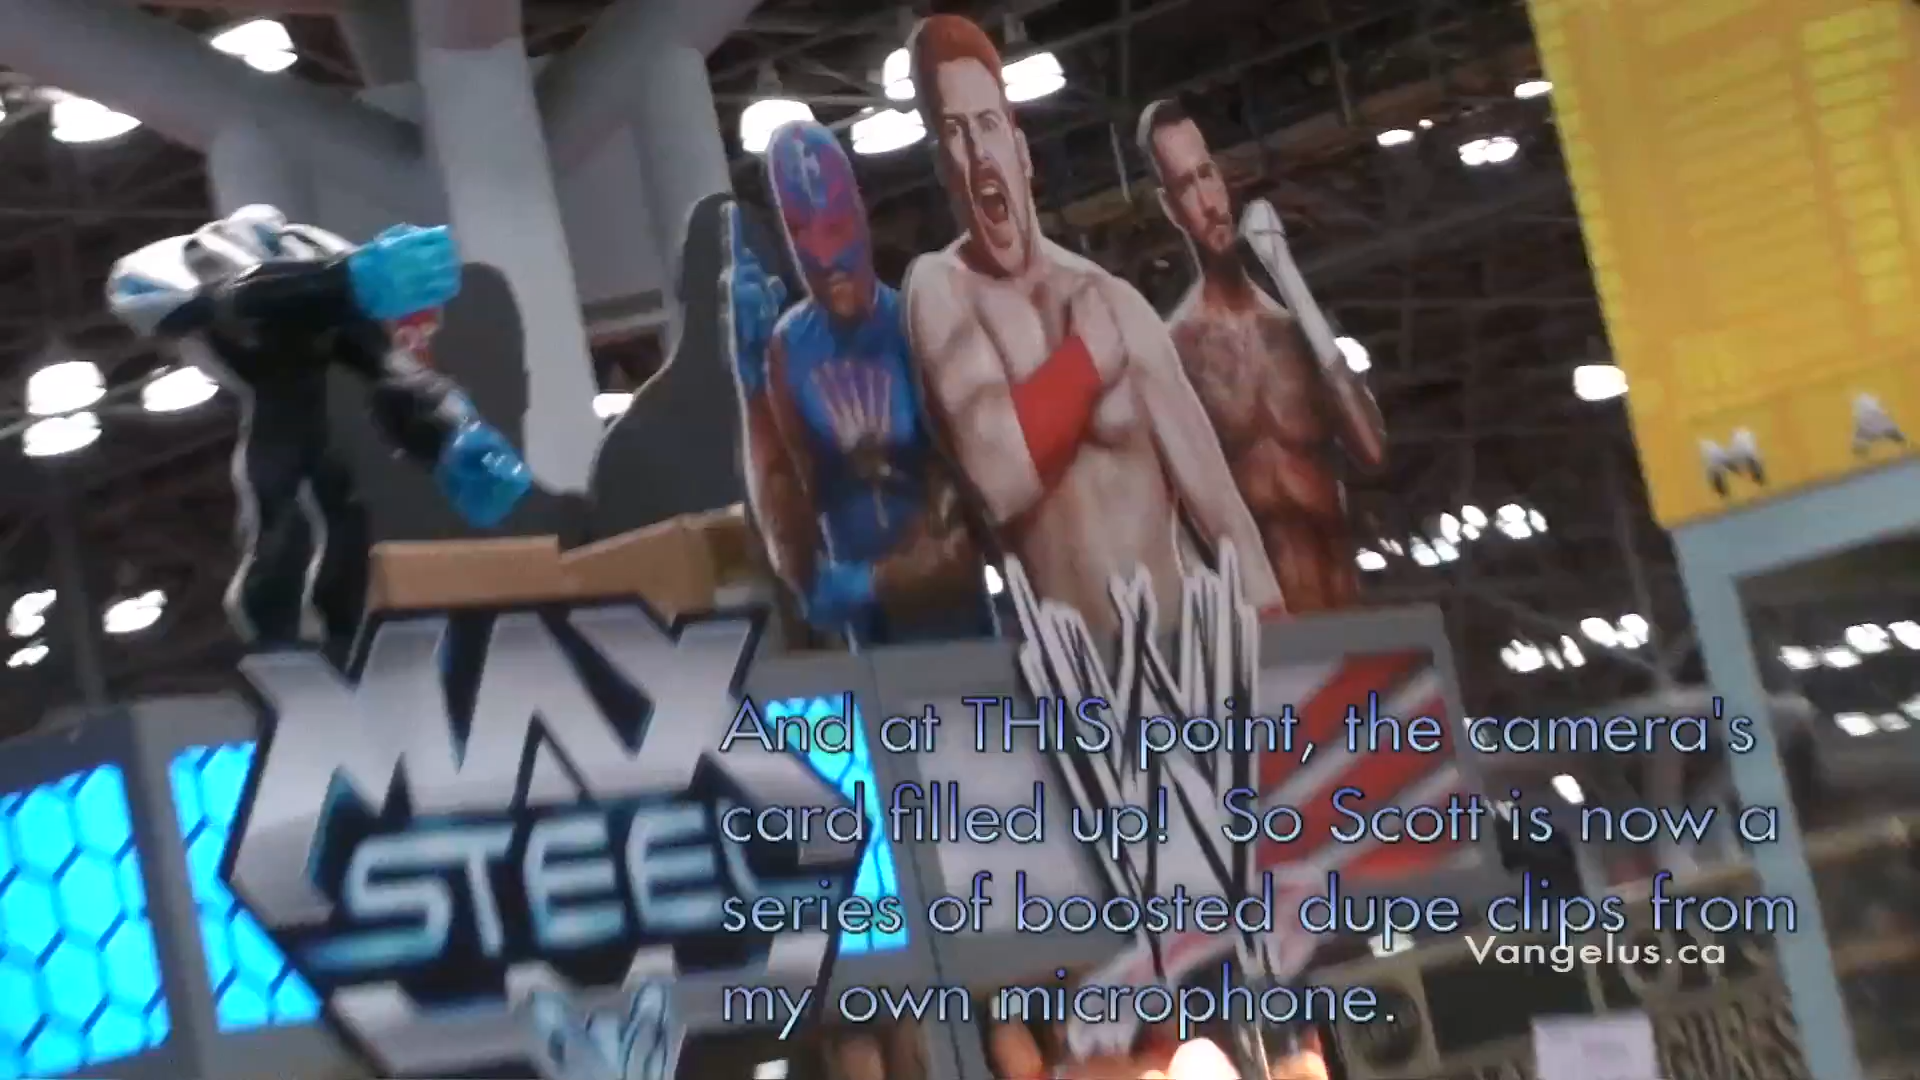 M A
MAX
STEEL
W
And at THIS point, the camera's
card filled up!  So Scott is now a
series of boosted dupe clips from
Vangelus.ca
my own microphone.